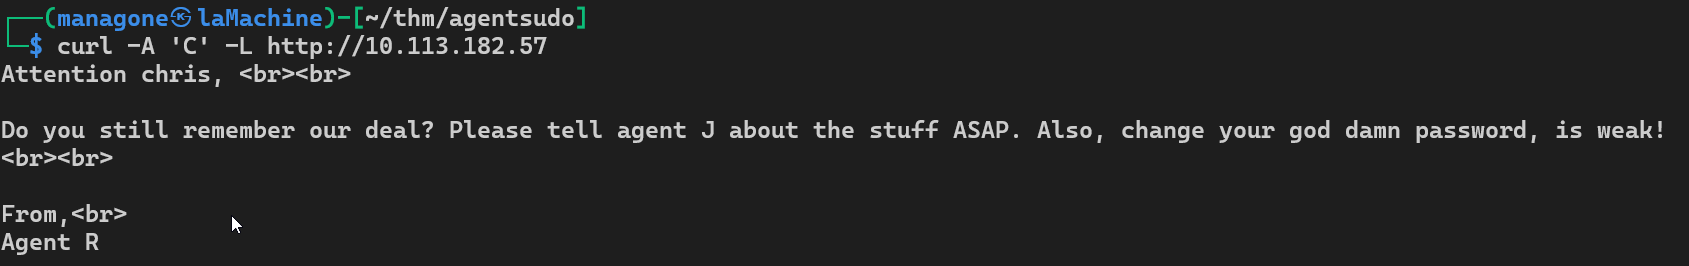 ┌──(managone㉿laMachine)-[~/thm/agentsudo]
└─$ curl -A 'C' -L http://10.113.182.57
Attention chris, <br><br>
Do you still remember our deal? Please tell agent J about the stuff ASAP. Also, change your god damn password, is weak!
<br><br>
From,<br>
Agent R